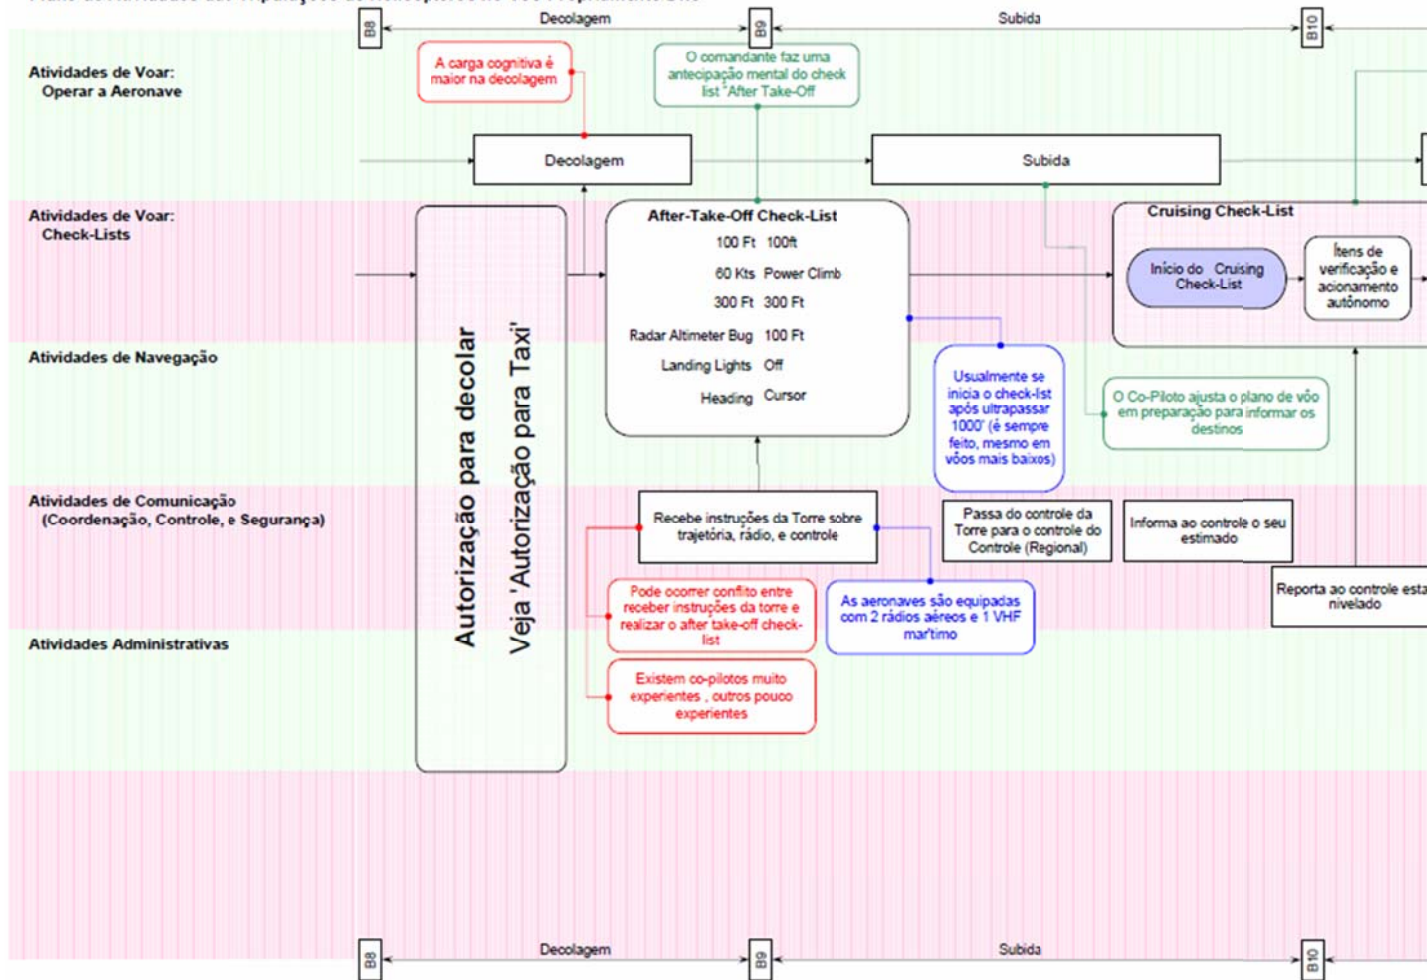 B8
Decolagem
B9
Subida
B10
Atividades de Voar:
Operar a Aeronave
A carga cognitiva é
maior na decolagem
O comandante faz uma
antecipação mental do check
list "After Take-Off
Decolagem
Subida
Atividades de Voar:
Check-Lists
Autorização para decolar
Veja 'Autorização para Taxi'
After-Take-Off Check-List
100 Ft 100ft
60 Kts Power Climb
300 Ft 300 Ft
Radar Altimeter Bug 100 Ft
Landing Lights Off
Heading Cursor
Cruising Check-List
Início do Cruising
Check-List
Ítens de
verificação e
acionamento
autônomo
Atividades de Navegação
Usualmente se
inicia o check-list
após ultrapassar
1000' (é sempre
feito, mesmo em
vôos mais baixos)
O Co-Piloto ajusta o plano de vôo
em preparação para informar os
destinos
Atividades de Comunicação
(Coordenação, Controle, e Segurança)
Recebe instruções da Torre sobre
trajetória, rádio, e controle
Passa do controle da
Torre para o controle do
Controle (Regional)
Informa ao controle o seu
estimado
Reporta ao controle esta
nivelado
Pode ocorrer conflito entre
receber instruções da torre e
realizar o after take-off check-
list
As aeronaves são equipadas
com 2 rádios aéreos e 1 VHF
mar'timo
Atividades Administrativas
Existem co-pilotos muito
experientes , outros pouco
experientes
B8
Decolagem
B9
Subida
B10